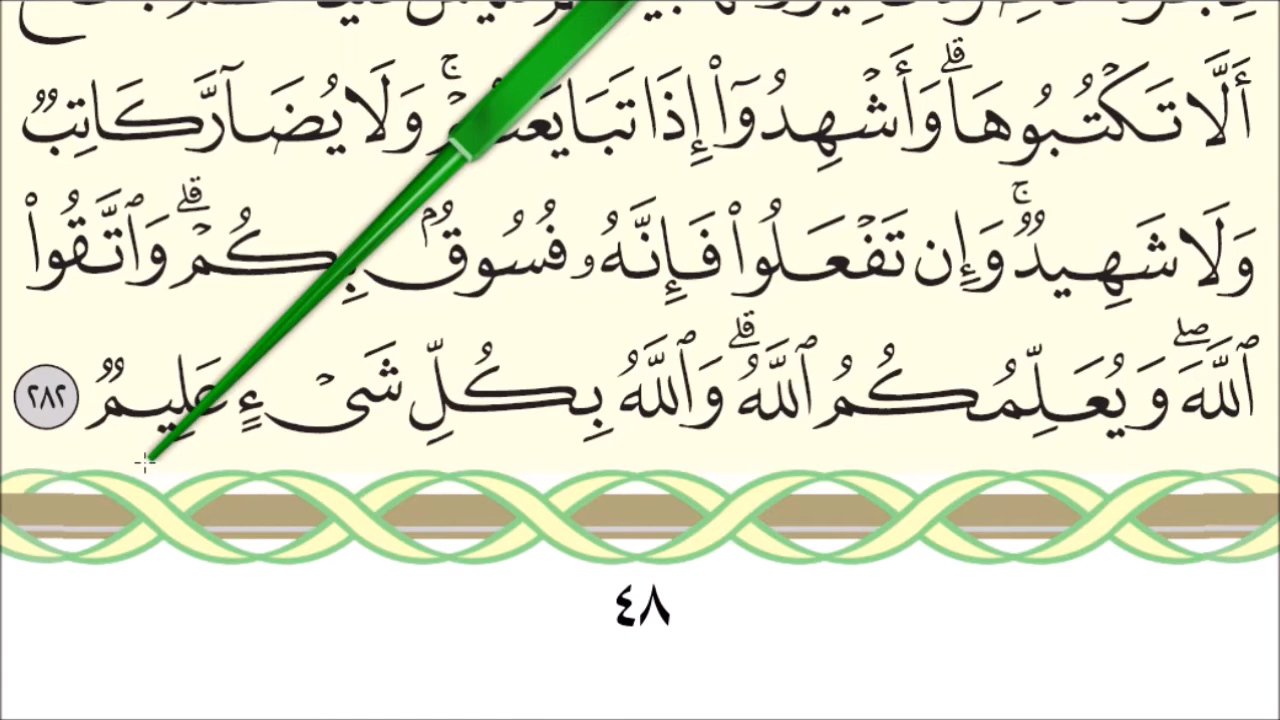 أَلَّا تَكْتُبُوهَا ۗ وَأَشْهِدُوٓا۟ إِذَا تَبَايَعْتُمْ ۚ وَلَا يُضَآرَّ كَاتِبٌ
وَلَا شَهِيدٌ ۚ وَإِن تَفْعَلُوا۟ فَإِنَّهُۥ فُسُوقٌۢ بِكُمْ ۗ وَٱتَّقُوا۟
ٱللَّهَ ۖ وَيُعَلِّمُكُمُ ٱللَّهُ ۗ وَٱللَّهُ بِكُلِّ شَىْءٍ عَلِيمٌ ٢٨٢
٤٨